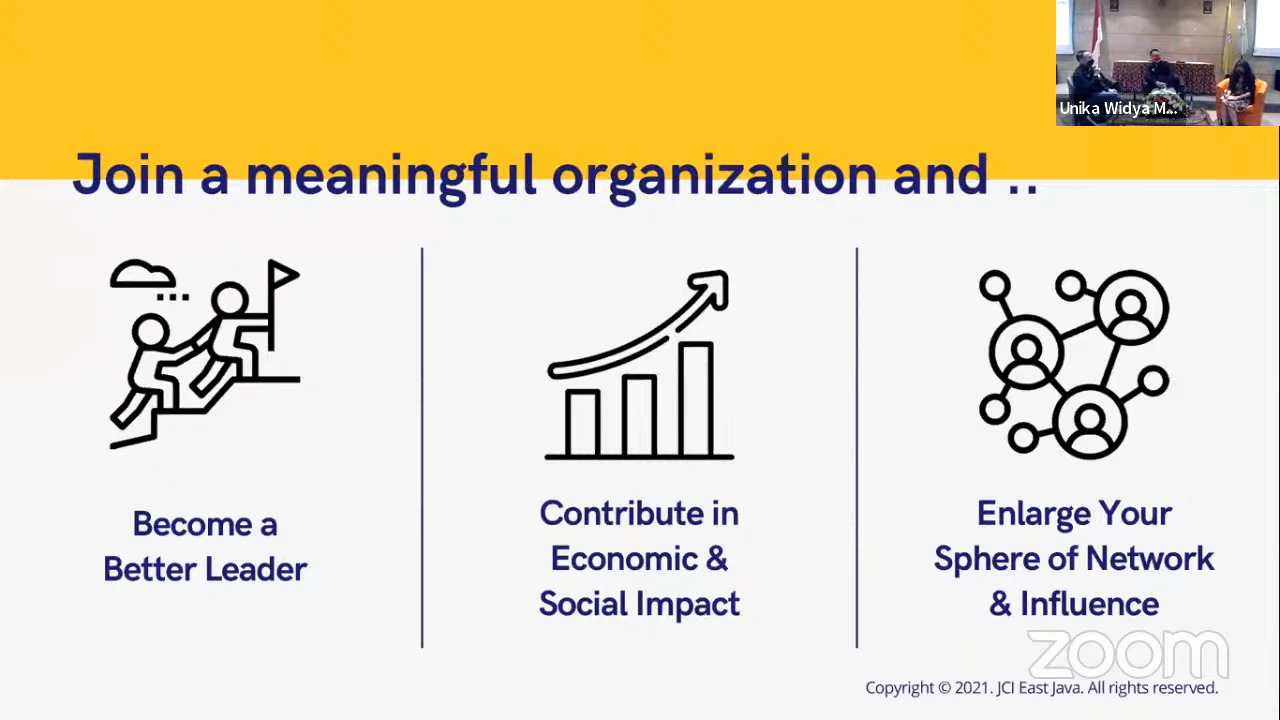 Unika Widya M...
Join a meaningful organization and ..
Become a
Better Leader
Contribute in
Economic &
Social Impact
Enlarge Your
Sphere of Network
& Influence
zoom
Copyright © 2021. JCI East Java. All rights reserved.